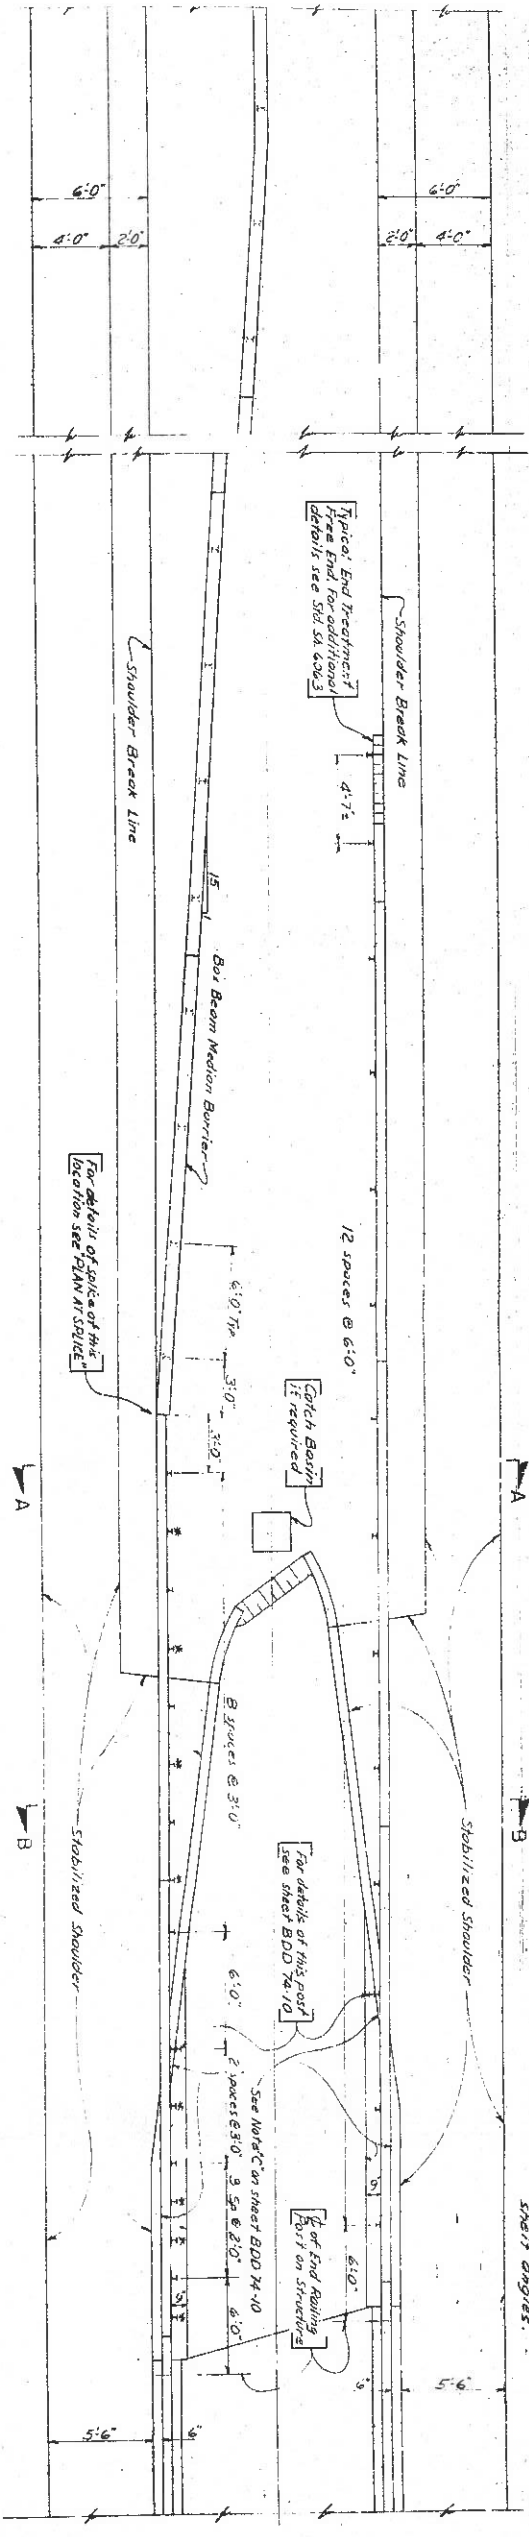 6'-0"
4'-0" 2'-0"
6'-0"
2'-0" 4'-0"
Typical End Treatment
Free End. For additional
details see Std. Sh. 6063
Shoulder Break Line
4'-7½
Shoulder Break Line
15
1
Box Beam Median Barrier
12 spaces @ 6'-0"
For details of splice at this
location see "PLAN AT SPLICE"
6'-0" Typ.
3'-0"
3'-0"
Catch Basin
if required
A
A
8 spaces @ 3'-0"
B
B
Stabilized Shoulder
Stabilized Shoulder
For details of this post
see sheet BDD 74-10
6'-0"
2 spaces @ 3'-0"
3 Sp @ 2'-0"
6'-0"
See Note "C" on sheet BDD 74-10
₵ of End Railing
Post on Structure
9"
6'-0"
9"
6"
5'-6"
5'-6"
6"
angles.